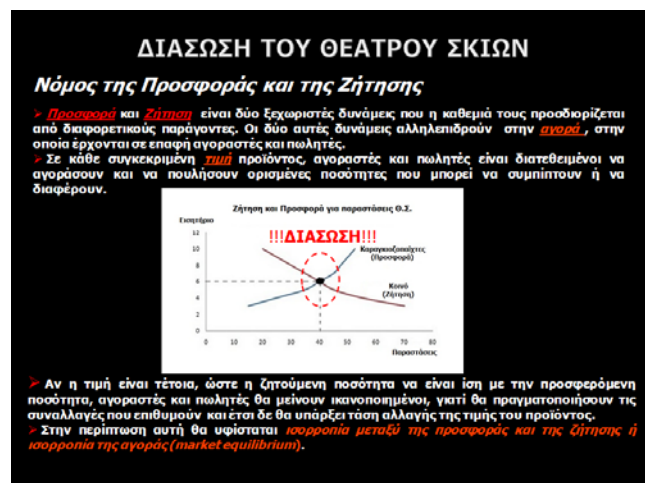 ΔΙΑΣΩΣΗ ΤΟΥ ΘΕΑΤΡΟΥ ΣΚΙΩΝ
Νόμος της Προσφοράς και της Ζήτησης
➢ Προσφορά και Ζήτηση είναι δύο ξεχωριστές δυνάμεις που η καθεμιά τους προσδιορίζεται
από διαφορετικούς παράγοντες. Οι δύο αυτές δυνάμεις αλληλεπιδρούν στην αγορά , στην
οποία έρχονται σε επαφή αγοραστές και πωλητές.
➢ Σε κάθε συγκεκριμένη τιμή προϊόντος, αγοραστές και πωλητές είναι διατεθειμένοι να
αγοράσουν και να πουλήσουν ορισμένες ποσότητες που μπορεί να συμπίπτουν ή να
διαφέρουν.
Ζήτηση και Προσφορά για παραστάσεις Θ.Σ.
Εισητήριο
!!!ΔΙΑΣΩΣΗ!!!
12
10
8
6
4
2
0
Καραγκιοζοπαίχτες
(Προσφορά)
Κοινό
(Ζήτηση)
0 10 20 30 40 50 60 70 80
Παραστάσεις
➢ Αν η τιμή είναι τέτοια, ώστε η ζητούμενη ποσότητα να είναι ίση με την προσφερόμενη
ποσότητα, αγοραστές και πωλητές θα μείνουν ικανοποιημένοι, γιατί θα πραγματοποιήσουν τις
συναλλαγές που επιθυμούν και έτσι δε θα υπάρξει τάση αλλαγής της τιμής του προϊόντος.
➢ Στην περίπτωση αυτή θα υφίσταται ισορροπία μεταξύ της προσφοράς και της ζήτησης ή
ισορροπία της αγοράς (market equilibrium).